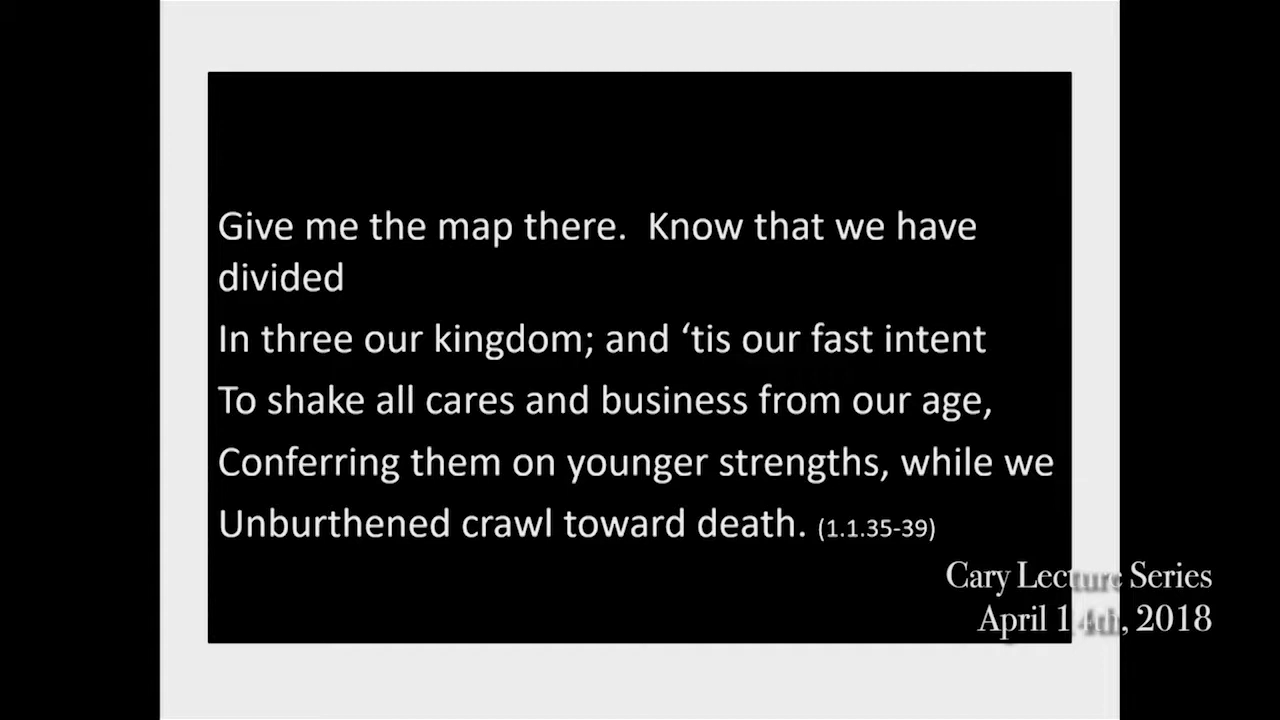 Give me the map there.  Know that we have
divided
In three our kingdom; and ‘tis our fast intent
To shake all cares and business from our age,
Conferring them on younger strengths, while we
Unburthened crawl toward death. (1.1.35-39)
Cary Lecture Series
April 14th, 2018